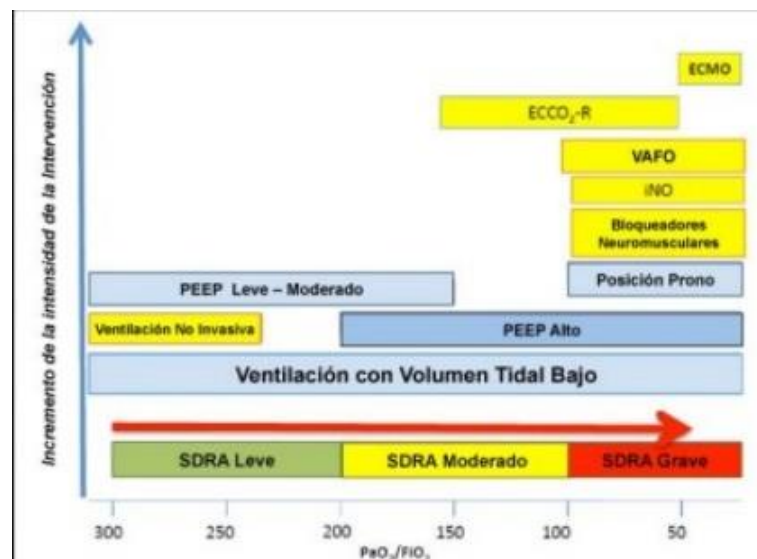 Incremento de la intensidad de la Intervención
ECMO
ECCO₂-R
VAFO
iNO
Bloqueadores
Neuromusculares
PEEP Leve – Moderado
Posición Prono
Ventilación No Invasiva
PEEP Alto
Ventilación con Volumen Tidal Bajo
SDRA Leve
SDRA Moderado
SDRA Grave
300
250
200
150
100
50
PaO₂/FiO₂